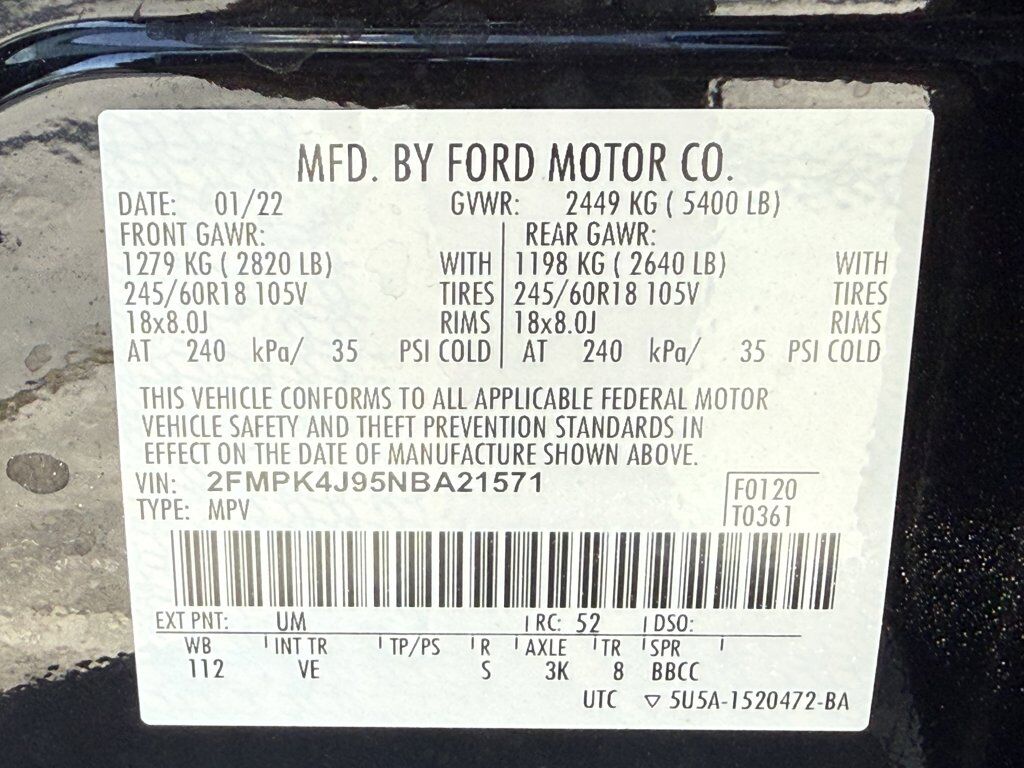 MFD. BY FORD MOTOR CO.
DATE: 01/22 GVWR: 2449 KG ( 5400 LB)
FRONT GAWR: REAR GAWR:
1279 KG ( 2820 LB) WITH 1198 KG ( 2640 LB) WITH
245/60R18 105V TIRES 245/60R18 105V TIRES
18x8.0J RIMS 18x8.0J RIMS
AT 240 kPa/ 35 PSI COLD AT 240 kPa/ 35 PSI COLD
THIS VEHICLE CONFORMS TO ALL APPLICABLE FEDERAL MOTOR
VEHICLE SAFETY AND THEFT PREVENTION STANDARDS IN
EFFECT ON THE DATE OF MANUFACTURE SHOWN ABOVE.
VIN: 2FMPK4J95NBA21571 F0120
TYPE: MPV T0361
EXT PNT: UM RC: 52 DSO:
WB INT TR TP/PS R AXLE TR SPR
112 VE S 3K 8 BBCC
UTC ▽ 5U5A-1520472-BA